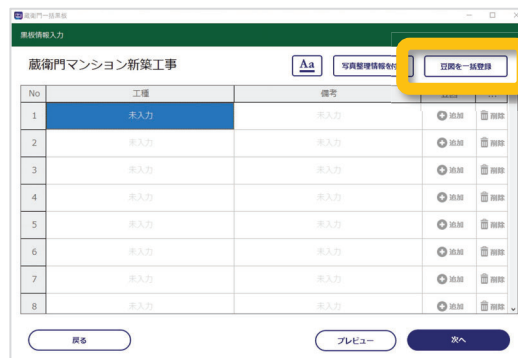 蔵衛門一括黒板
黒板情報入力
蔵衛門マンション新築工事
Aa
写真整理情報を
豆図を一括登録
No 工種 備考
1 未入力 未入力 追加 削除
2 未入力 未入力 追加 削除
3 未入力 未入力 追加 削除
4 未入力 未入力 追加 削除
5 未入力 未入力 追加 削除
6 未入力 未入力 追加 削除
7 未入力 未入力 追加 削除
8 未入力 未入力 追加 削除
戻る
プレビュー
次へ